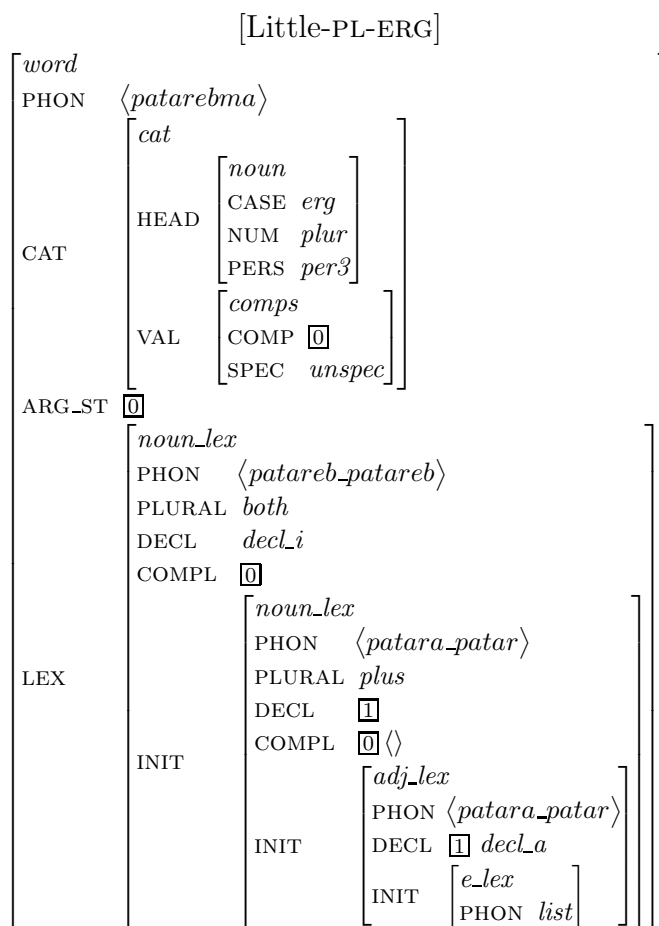 [Little-PL-ERG]
word
PHON ⟨patarebma⟩
cat
noun
CASE erg
HEAD
NUM plur
PERS per3
CAT
comps
VAL COMP 0
SPEC unspec
ARG_ST 0
noun_lex
PHON ⟨patareb_patareb⟩
PLURAL both
DECL decl_i
COMPL 0
noun_lex
PHON ⟨patara_patar⟩
LEX PLURAL plus
DECL 1
COMPL 0 ⟨⟩
INIT
adj_lex
PHON ⟨patara_patar⟩
INIT DECL 1 decl_a
e_lex
INIT
PHON list